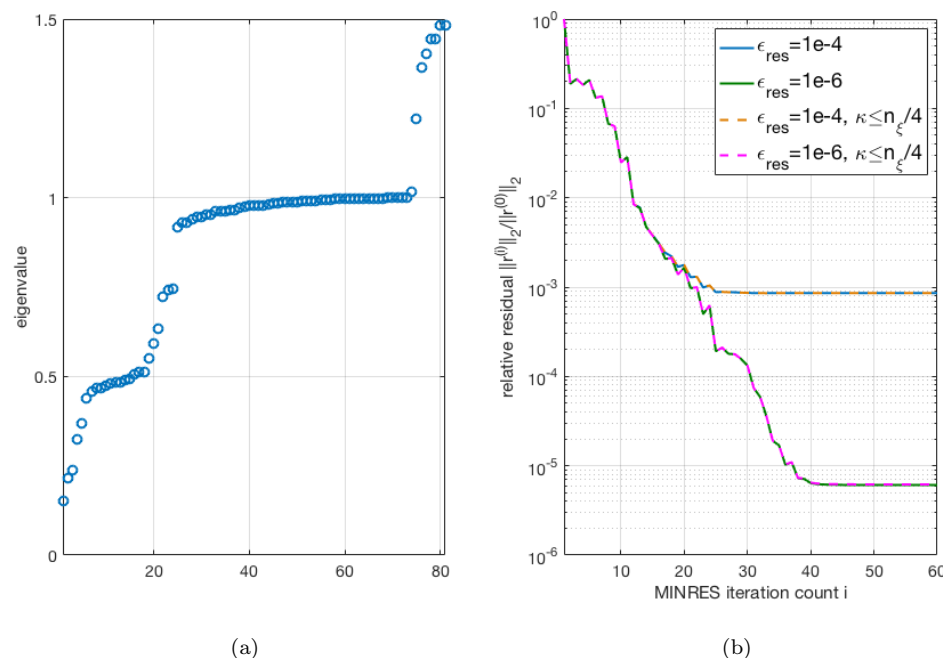 1.5
1
0.5
0
20
40
60
80
eigenvalue
(a)
10^0
10^-1
10^-2
10^-3
10^-4
10^-5
10^-6
10
20
30
40
50
60
relative residual ||r^(i)||_2/||r^(0)||_2
MINRES iteration count i
ϵ_res=1e-4
ϵ_res=1e-6
ϵ_res=1e-4, κ≤n_ξ/4
ϵ_res=1e-6, κ≤n_ξ/4
(b)